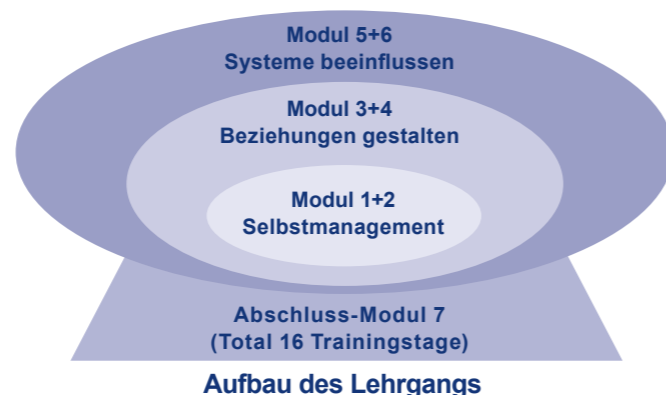 Modul 5+6
Systeme beeinflussen
Modul 3+4
Beziehungen gestalten
Modul 1+2
Selbstmanagement
Abschluss-Modul 7
(Total 16 Trainingstage)
Aufbau des Lehrgangs